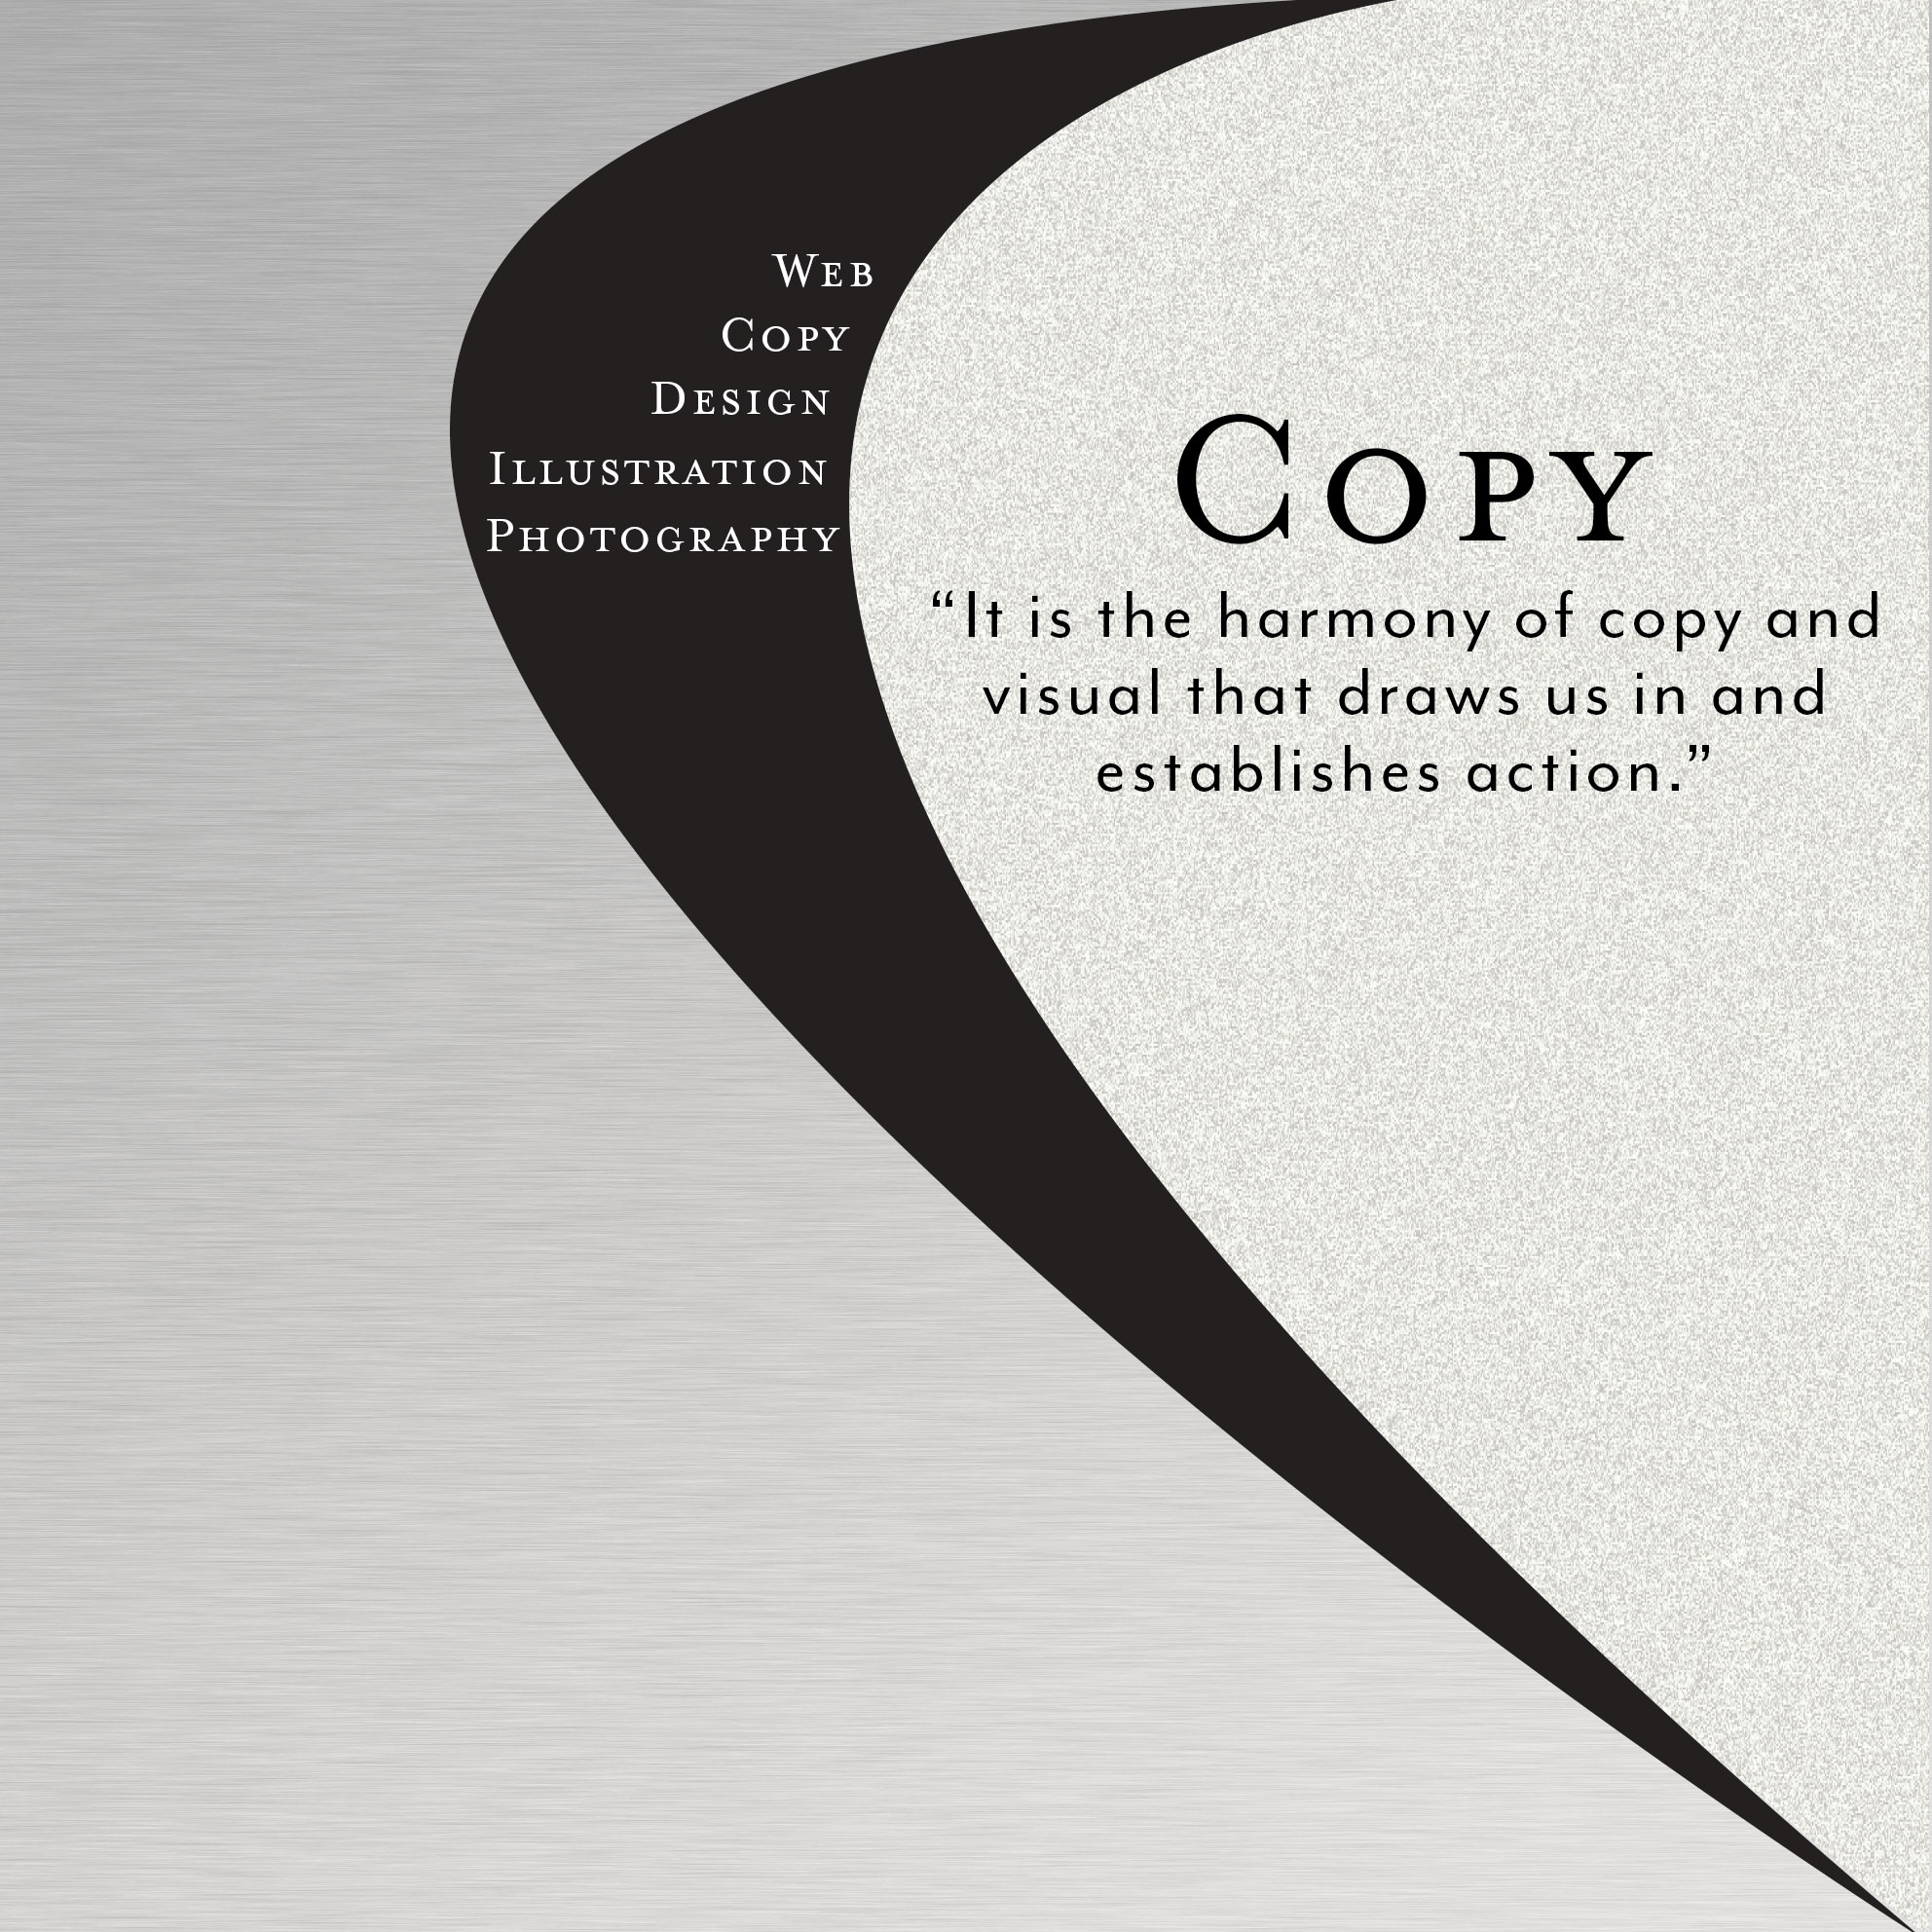 Web
Copy
Design
Illustration
Photography
Copy
“It is the harmony of copy and
visual that draws us in and
establishes action.”